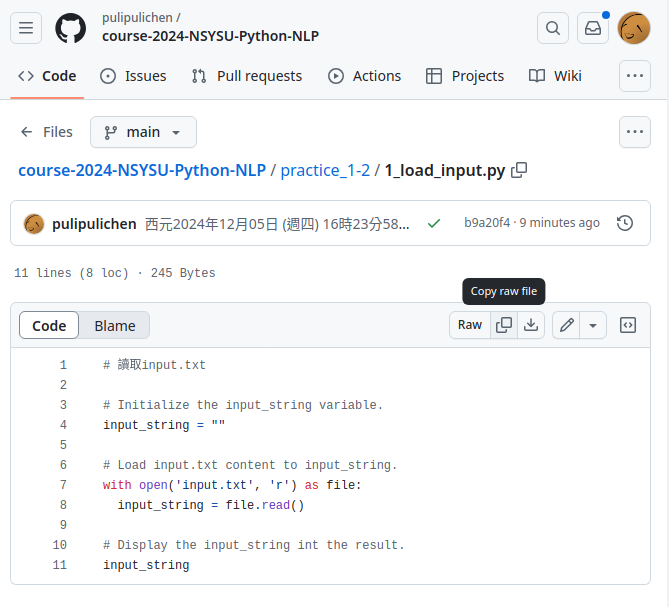 pulipulichen /
course-2024-NSYSU-Python-NLP
Code Issues Pull requests Actions Projects Wiki
Files main
course-2024-NSYSU-Python-NLP / practice_1-2 / 1_load_input.py
pulipulichen 西元2024年12月05日 (週四) 16時23分58... b9a20f4 · 9 minutes ago
11 lines (8 loc) · 245 Bytes
Copy raw file
Code Blame Raw
1 # 讀取input.txt
2
3 # Initialize the input_string variable.
4 input_string = ""
5
6 # Load input.txt content to input_string.
7 with open('input.txt', 'r') as file:
8   input_string = file.read()
9
10 # Display the input_string int the result.
11 input_string